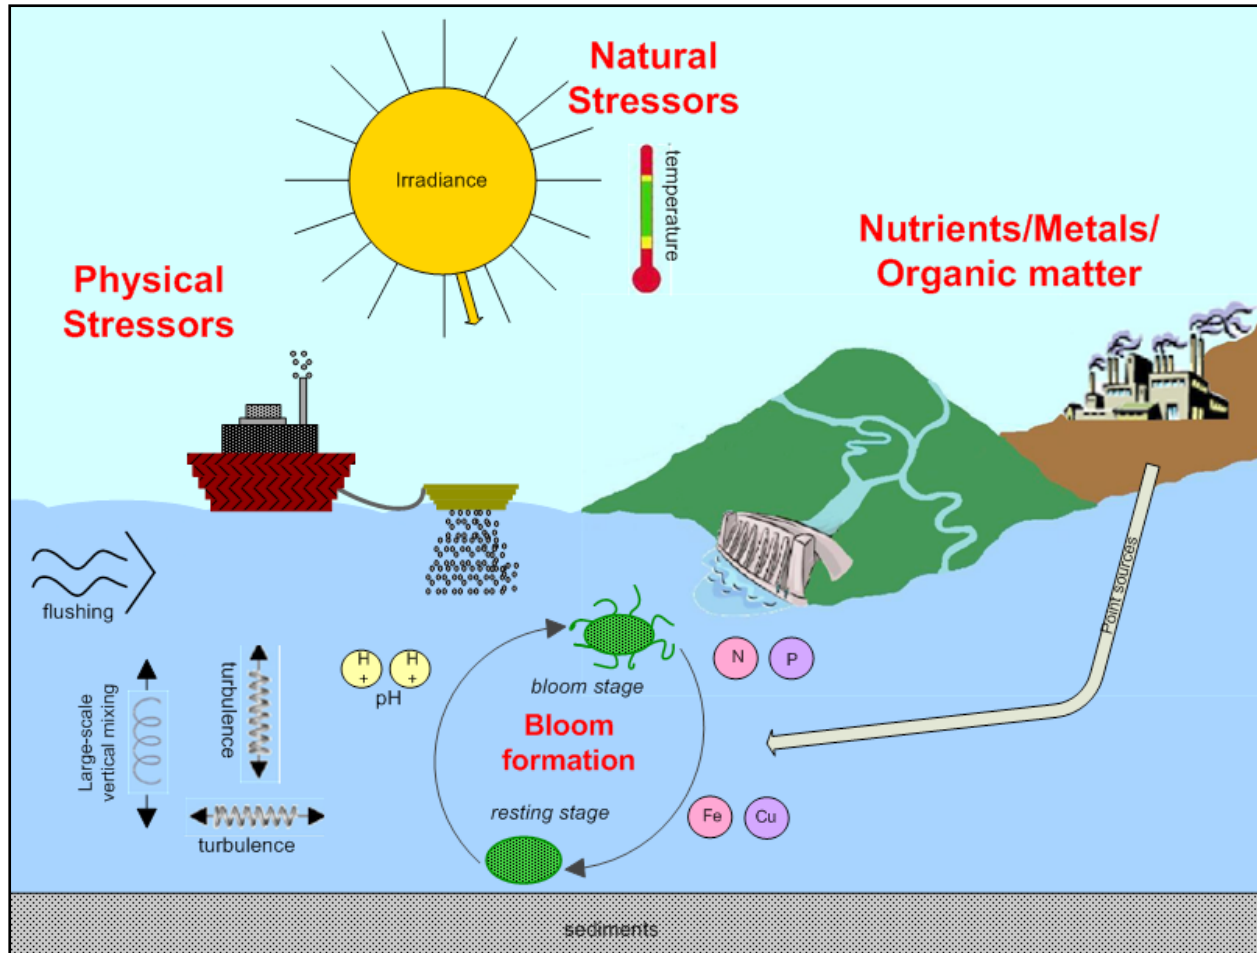 Natural
Stressors
Irradiance
temperature
Nutrients/Metals/
Organic matter
Physical
Stressors
flushing
Point sources
Large-scale
vertical mixing
turbulence
turbulence
H
+
H
+
pH
bloom stage
Bloom
formation
resting stage
N
P
Fe
Cu
sediments